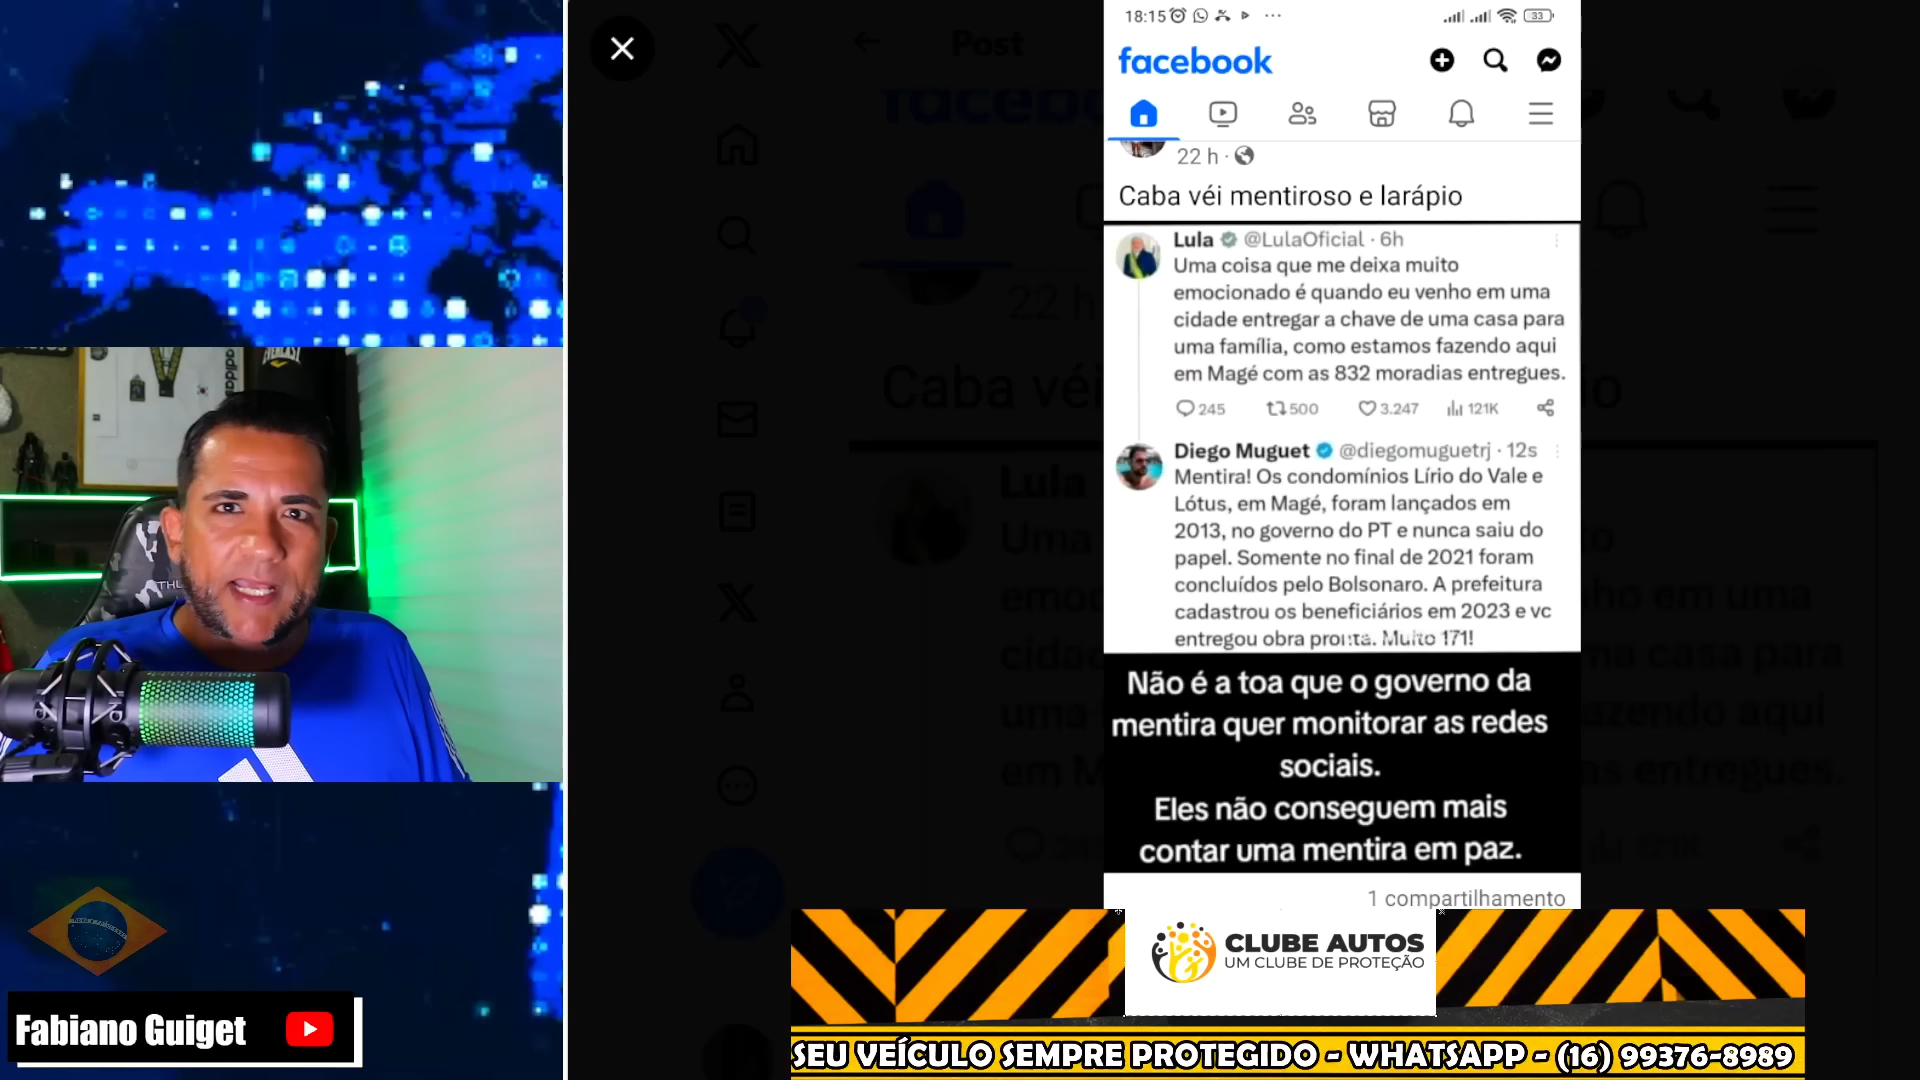 EVERLAST
adidas
THU
Fabiano Guiget
Post
18:15
33
facebook
22 h
Caba véi mentiroso e larápio
Lula @LulaOficial · 6h
Uma coisa que me deixa muito
emocionado é quando eu venho em uma
cidade entregar a chave de uma casa para
uma família, como estamos fazendo aqui
em Magé com as 832 moradias entregues.
245 500 3.247 121K
Diego Muguet @diegomuguetrj · 12s
Mentira! Os condomínios Lírio do Vale e
Lótus, em Magé, foram lançados em
2013, no governo do PT e nunca saiu do
papel. Somente no final de 2021 foram
concluídos pelo Bolsonaro. A prefeitura
cadastrou os beneficiários em 2023 e vc
entregou obra pronta. Muito 171!
Não é a toa que o governo da
mentira quer monitorar as redes
sociais.
Eles não conseguem mais
contar uma mentira em paz.
1 compartilhamento
CLUBE AUTOS
UM CLUBE DE PROTEÇÃO
SEU VEÍCULO SEMPRE PROTEGIDO - WHATSAPP - (16) 99376-8989